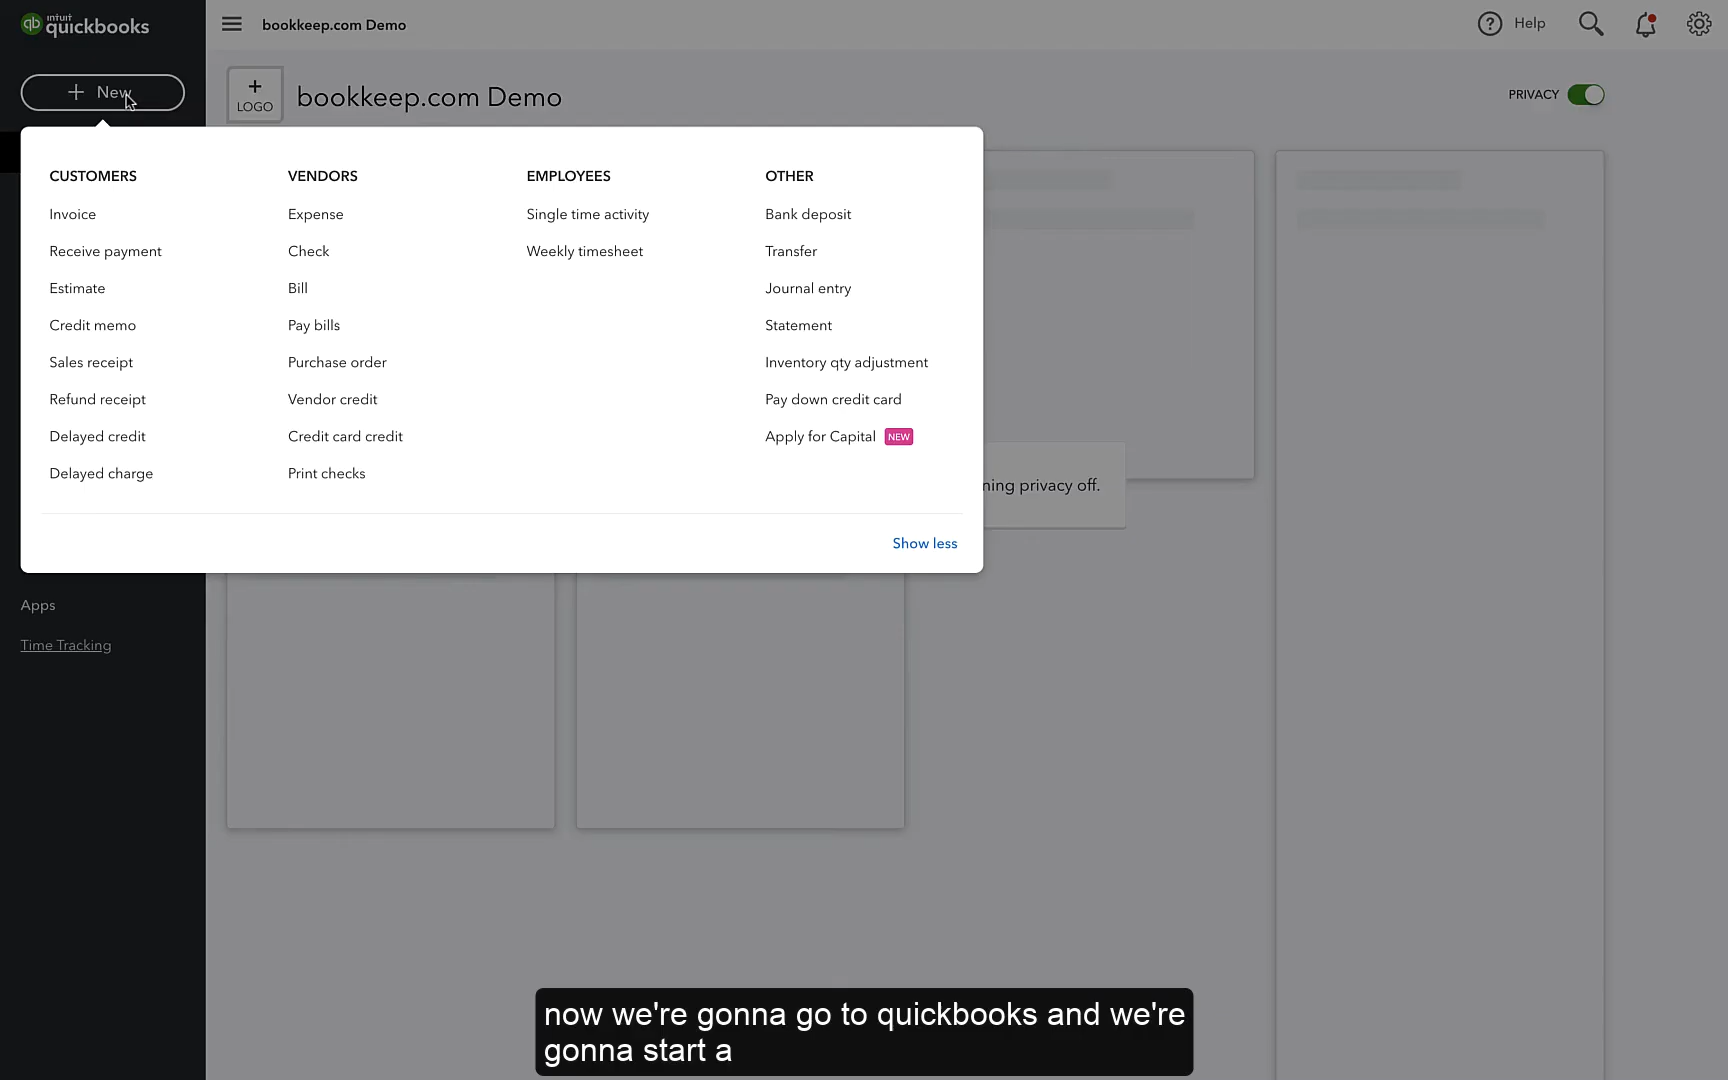 intuit
qb quickbooks
bookkeep.com Demo
? Help
+ New
+
LOGO
bookkeep.com Demo
PRIVACY
CUSTOMERS
Invoice
Receive payment
Estimate
Credit memo
Sales receipt
Refund receipt
Delayed credit
Delayed charge
VENDORS
Expense
Check
Bill
Pay bills
Purchase order
Vendor credit
Credit card credit
Print checks
EMPLOYEES
Single time activity
Weekly timesheet
OTHER
Bank deposit
Transfer
Journal entry
Statement
Inventory qty adjustment
Pay down credit card
Apply for Capital NEW
Show less
ning privacy off.
Apps
Time Tracking
now we're gonna go to quickbooks and we're
gonna start a